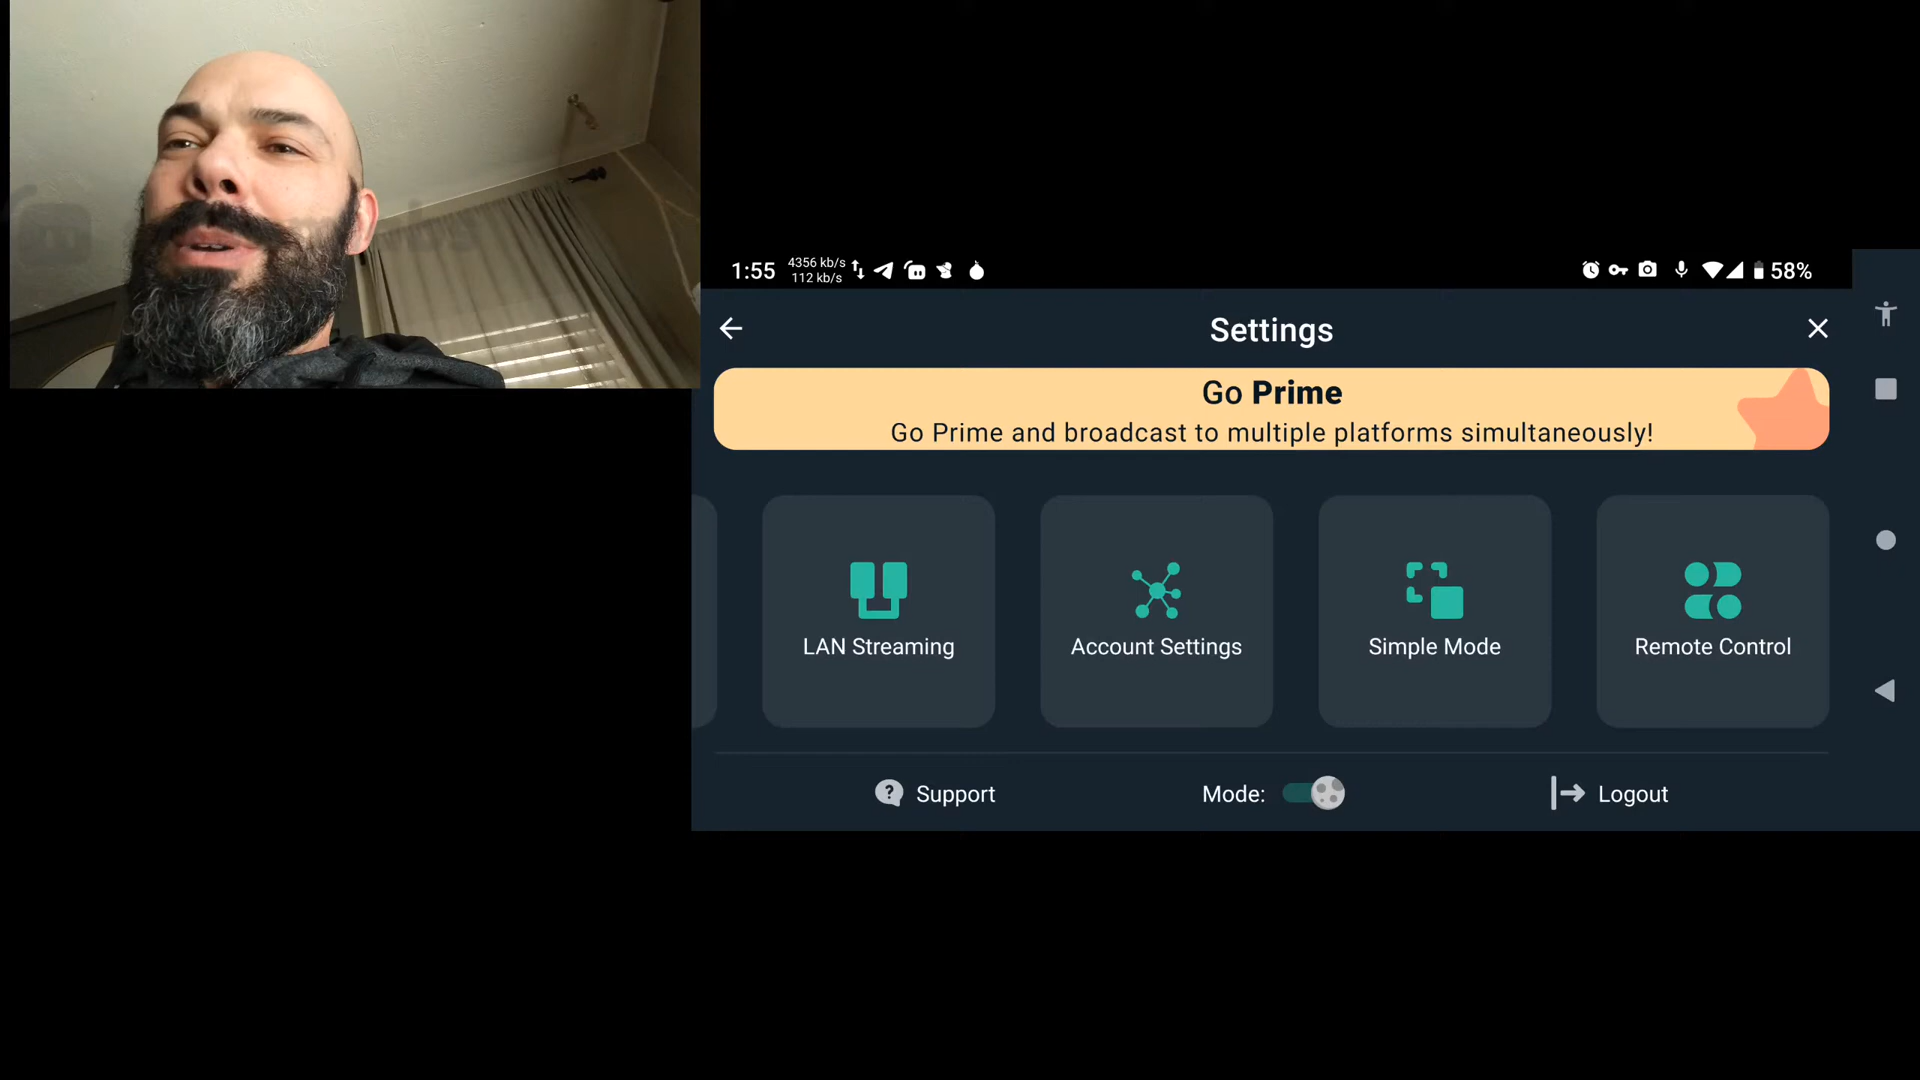 1:55 4356 kb/s 58%
112 kb/s
Settings
Go Prime
Go Prime and broadcast to multiple platforms simultaneously!
LAN Streaming Account Settings Simple Mode Remote Control
Support Mode: Logout